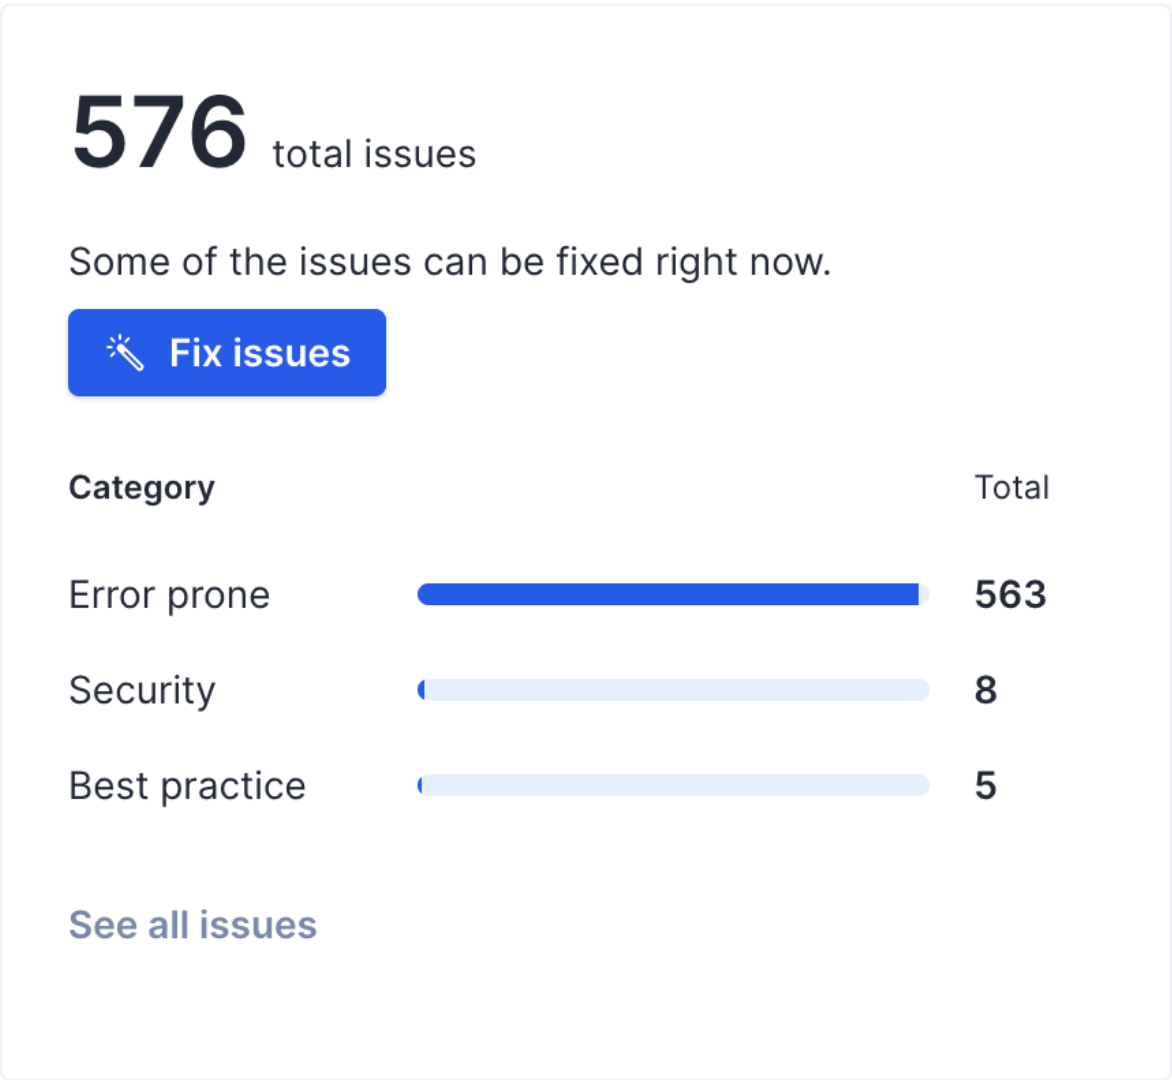 576 total issues
Some of the issues can be fixed right now.
Fix issues
Category Total
Error prone 563
Security 8
Best practice 5
See all issues